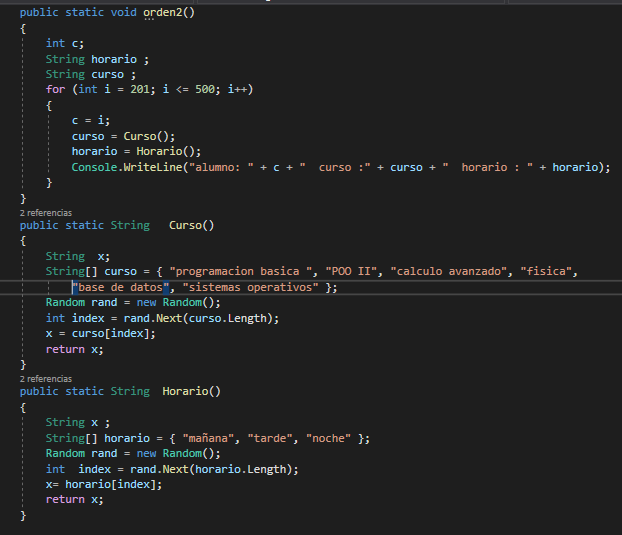 public static void orden2()
{
int c;
String horario ;
String curso ;
for (int i = 201; i <= 500; i++)
{
c = i;
curso = Curso();
horario = Horario();
Console.WriteLine("alumno: " + c + "  curso :" + curso + "  horario : " + horario);
}
}
2 referencias
public static String   Curso()
{
String  x;
String[] curso = { "programacion basica ", "POO II", "calculo avanzado", "fisica",
"base de datos", "sistemas operativos" };
Random rand = new Random();
int index = rand.Next(curso.Length);
x = curso[index];
return x;
}
2 referencias
public static String  Horario()
{
String x ;
String[] horario = { "mañana", "tarde", "noche" };
Random rand = new Random();
int  index = rand.Next(horario.Length);
x= horario[index];
return x;
}